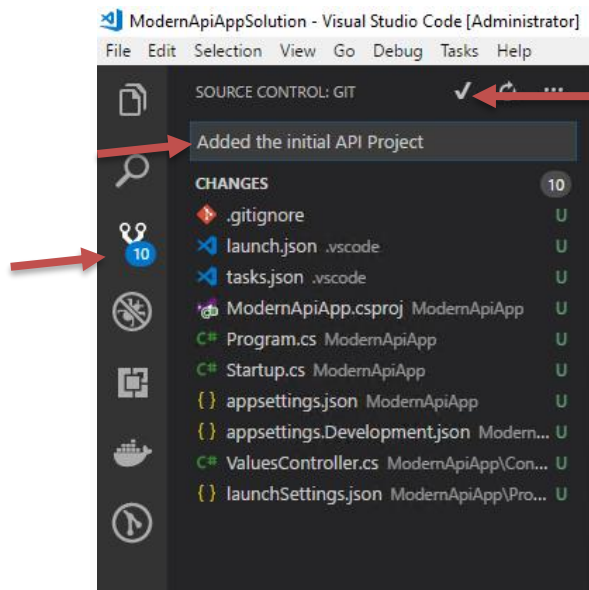 ModernApiAppSolution - Visual Studio Code [Administrator]
File Edit Selection View Go Debug Tasks Help
SOURCE CONTROL: GIT
Added the initial API Project
CHANGES 10
.gitignore U
launch.json .vscode U
10
tasks.json .vscode U
ModernApiApp.csproj ModernApiApp U
C# Program.cs ModernApiApp U
C# Startup.cs ModernApiApp U
{ } appsettings.json ModernApiApp U
{ } appsettings.Development.json Modern... U
C# ValuesController.cs ModernApiApp\Con... U
{ } launchSettings.json ModernApiApp\Pro... U